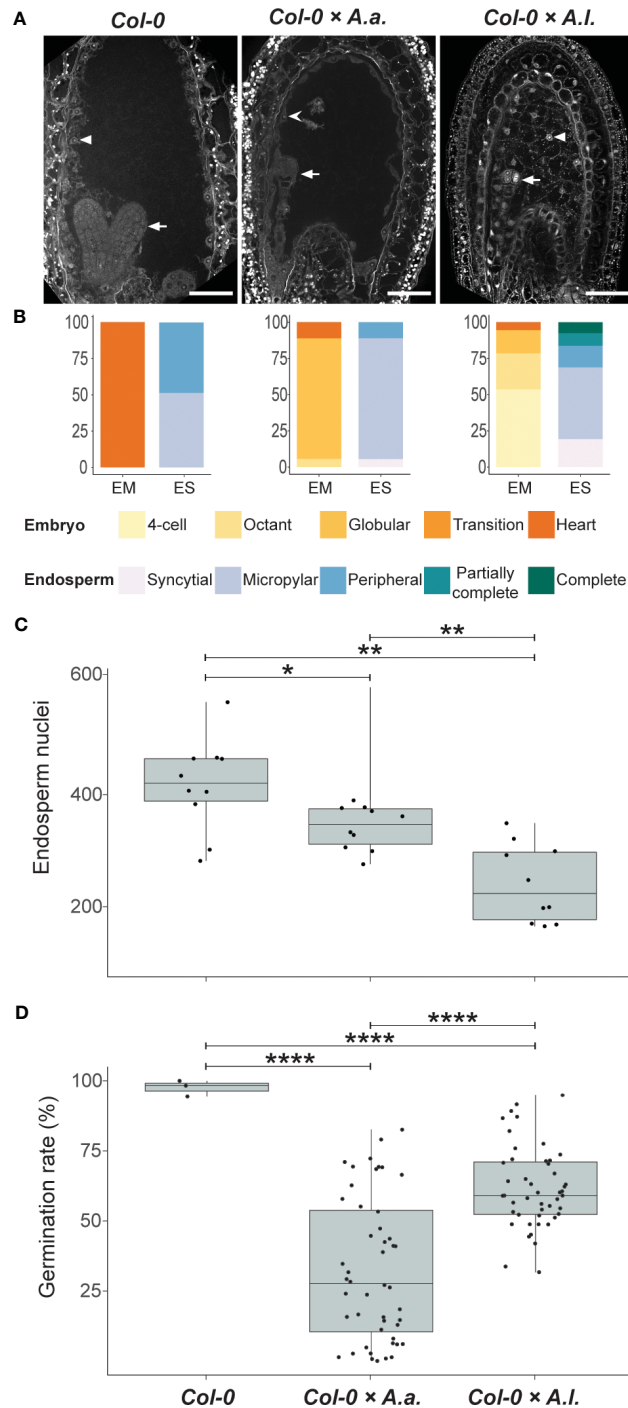 A
Col-0
Col-0 × A.a.
Col-0 × A.l.
B
100
75
50
25
0
EM
ES
100
75
50
25
0
EM
ES
100
75
50
25
0
EM
ES
Embryo
4-cell
Octant
Globular
Transition
Heart
Endosperm
Syncytial
Micropylar
Peripheral
Partially
complete
Complete
C
**
**
*
Endosperm nuclei
600
400
200
D
****
****
****
Germination rate (%)
100
75
50
25
Col-0
Col-0 × A.a.
Col-0 × A.l.